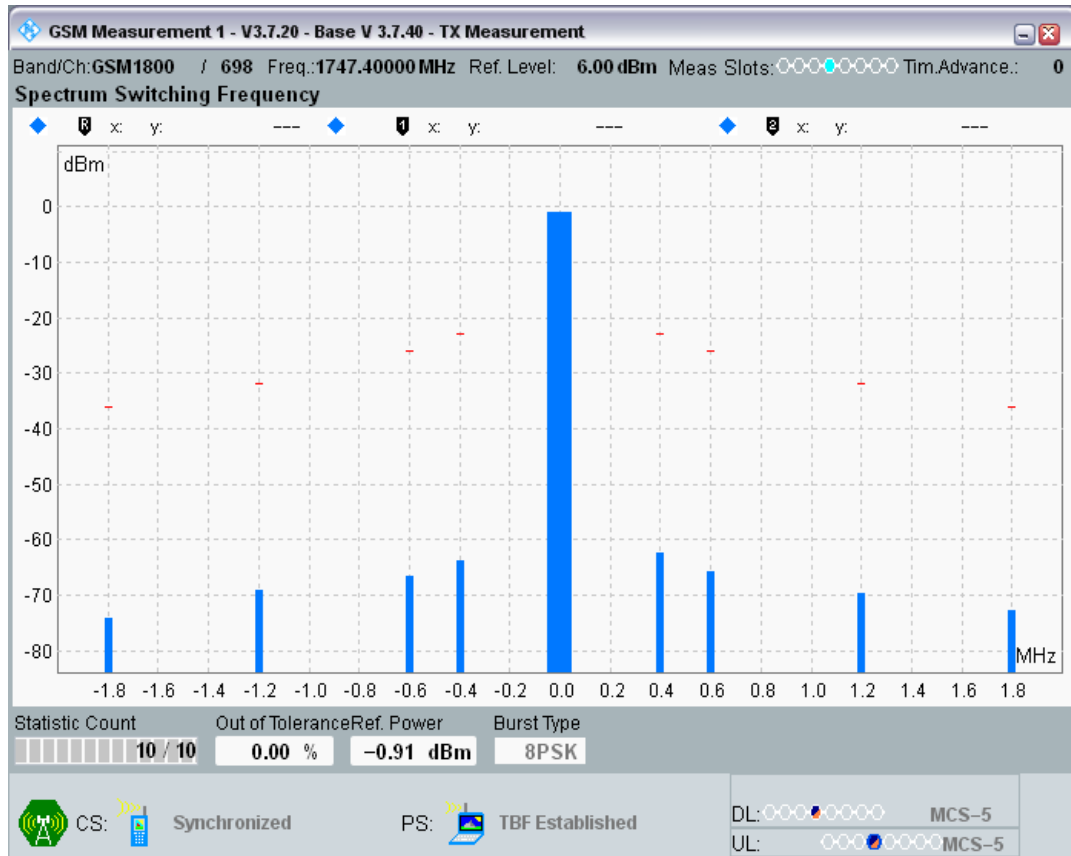 GSM Measurement 1 - V3.7.20 - Base V 3.7.40 - TX Measurement
Band/Ch:GSM1800 / 698 Freq.:1747.40000 MHz Ref. Level: 6.00 dBm Meas Slots: Tim.Advance.: 0
Spectrum Switching Frequency
R x: y: --- 1 x: y: --- 2 x: y: ---
dBm
0
-10
-20
-30
-40
-50
-60
-70
-80
MHz
-1.8 -1.6 -1.4 -1.2 -1.0 -0.8 -0.6 -0.4 -0.2 0.0 0.2 0.4 0.6 0.8 1.0 1.2 1.4 1.6 1.8
Statistic Count Out of Tolerance Ref. Power Burst Type
10 / 10 0.00 % −0.91 dBm 8PSK
CS: Synchronized PS: TBF Established
DL: MCS−5
UL: MCS−5